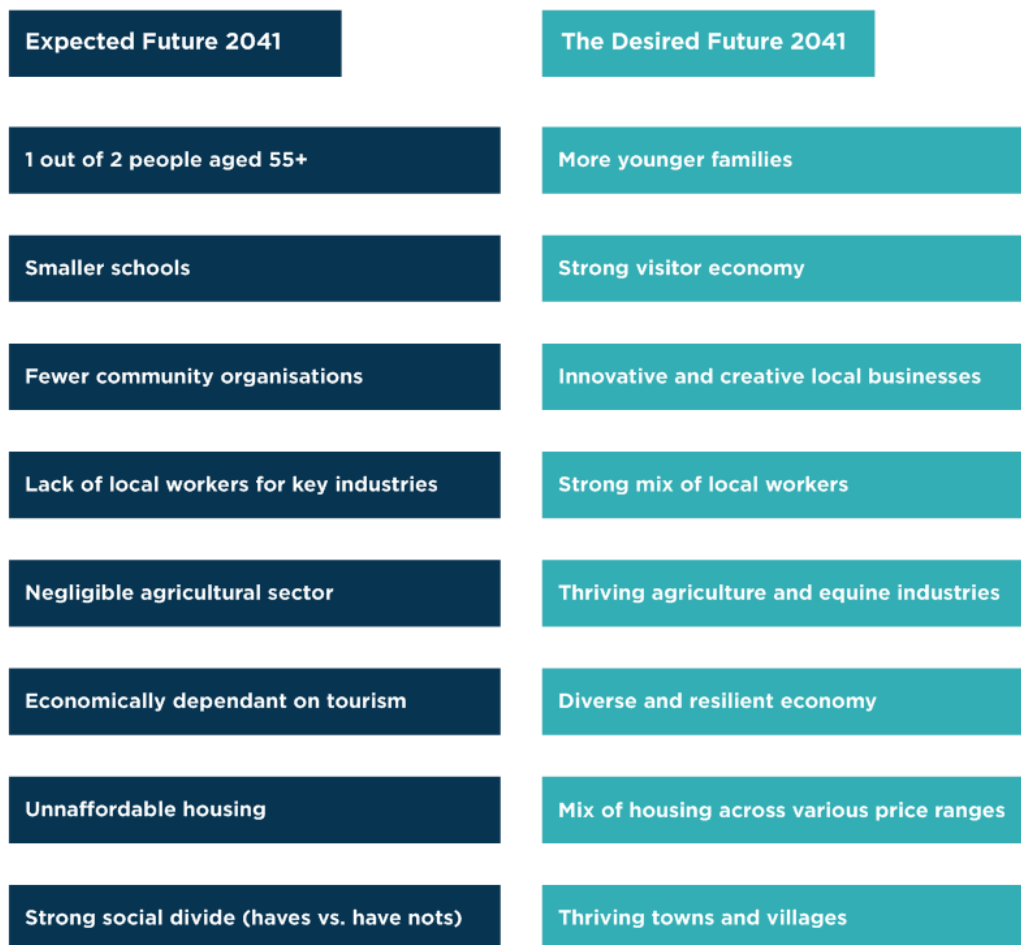 Expected Future 2041
The Desired Future 2041
1 out of 2 people aged 55+
More younger families
Smaller schools
Strong visitor economy
Fewer community organisations
Innovative and creative local businesses
Lack of local workers for key industries
Strong mix of local workers
Negligible agricultural sector
Thriving agriculture and equine industries
Economically dependant on tourism
Diverse and resilient economy
Unnaffordable housing
Mix of housing across various price ranges
Strong social divide (haves vs. have nots)
Thriving towns and villages